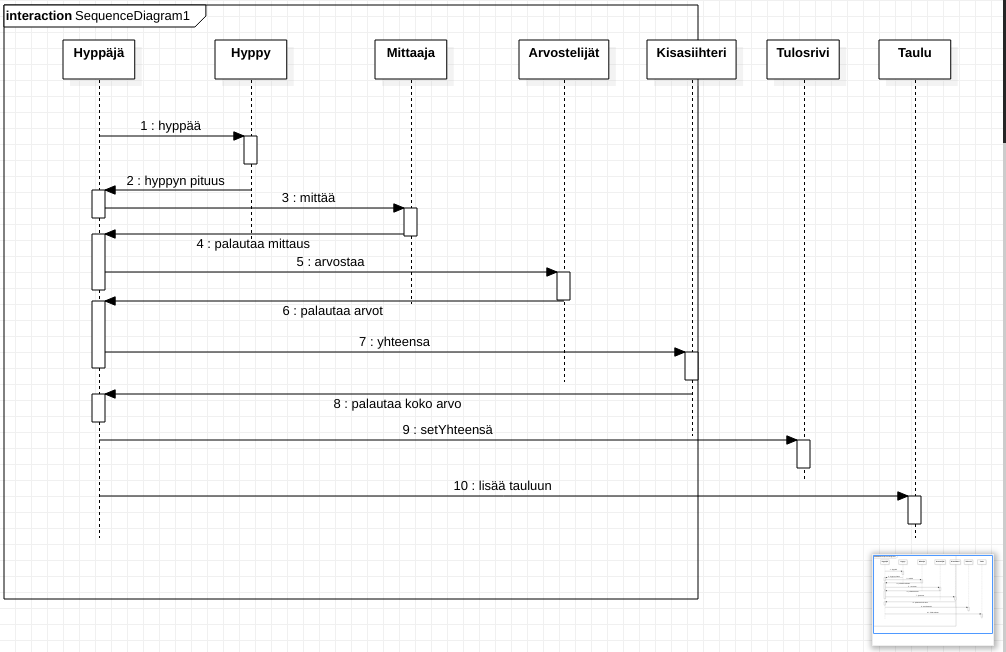 interaction SequenceDiagram1
Hyppäjä
Hyppy
Mittaaja
Arvostelijät
Kisasiihteri
Tulosrivi
Taulu
1 : hyppää
2 : hyppyn pituus
3 : mittää
4 : palautaa mittaus
5 : arvostaa
6 : palautaa arvot
7 : yhteensa
8 : palautaa koko arvo
9 : setYhteensä
10 : lisää tauluun